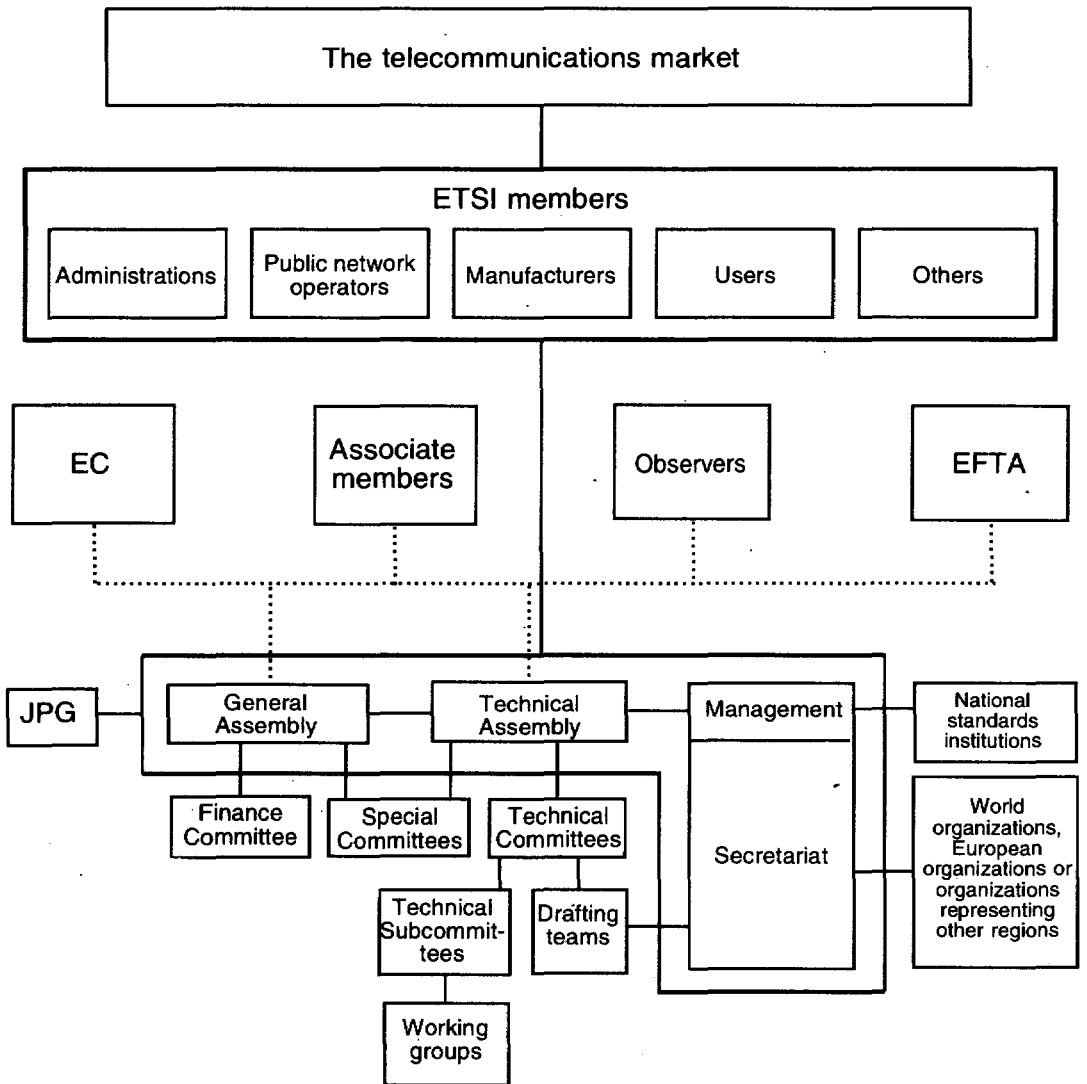 The telecommunications market
ETSI members
Administrations
Public network
operators
Manufacturers
Users
Others
EC
Associate
members
Observers
EFTA
JPG
General
Assembly
Technical
Assembly
Management
National
standards
institutions
Finance
Committee
Special
Committees
Technical
Committees
Secretariat
World
organizations,
European
organizations or
organizations
representing
other regions
Technical
Subcommit-
tees
Drafting
teams
Working
groups